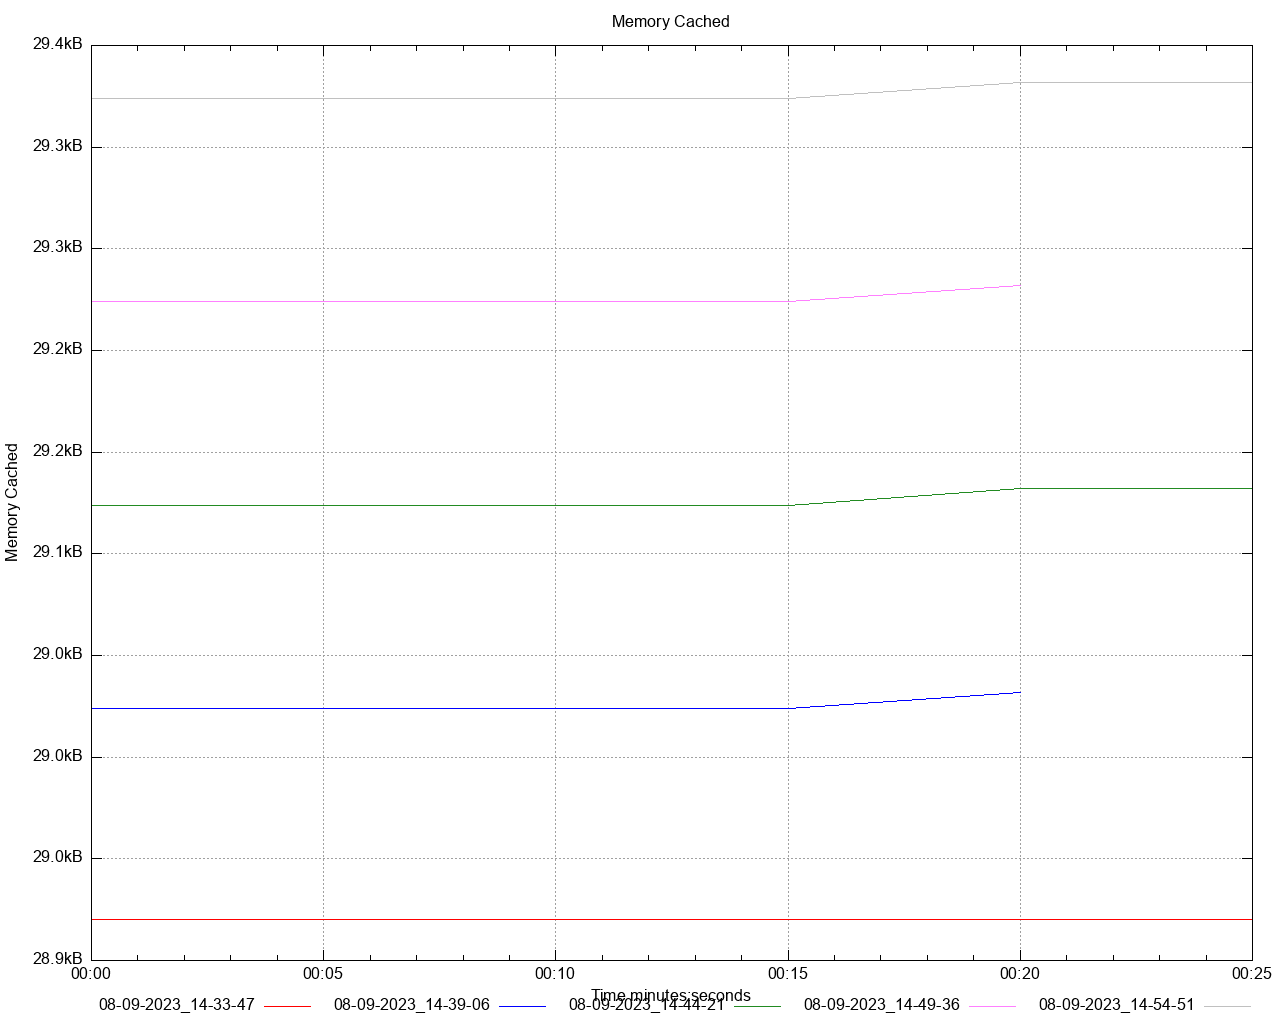 Memory Cached
29.4kB
29.3kB
29.3kB
29.2kB
29.2kB
29.1kB
29.0kB
29.0kB
29.0kB
28.9kB
Memory Cached
00:00 00:05 00:10 00:15 00:20 00:25
Time,minutes:seconds
08-09-2023_14-33-47 08-09-2023_14-39-06 08-09-2023_14-44-21 08-09-2023_14-49-36 08-09-2023_14-54-51